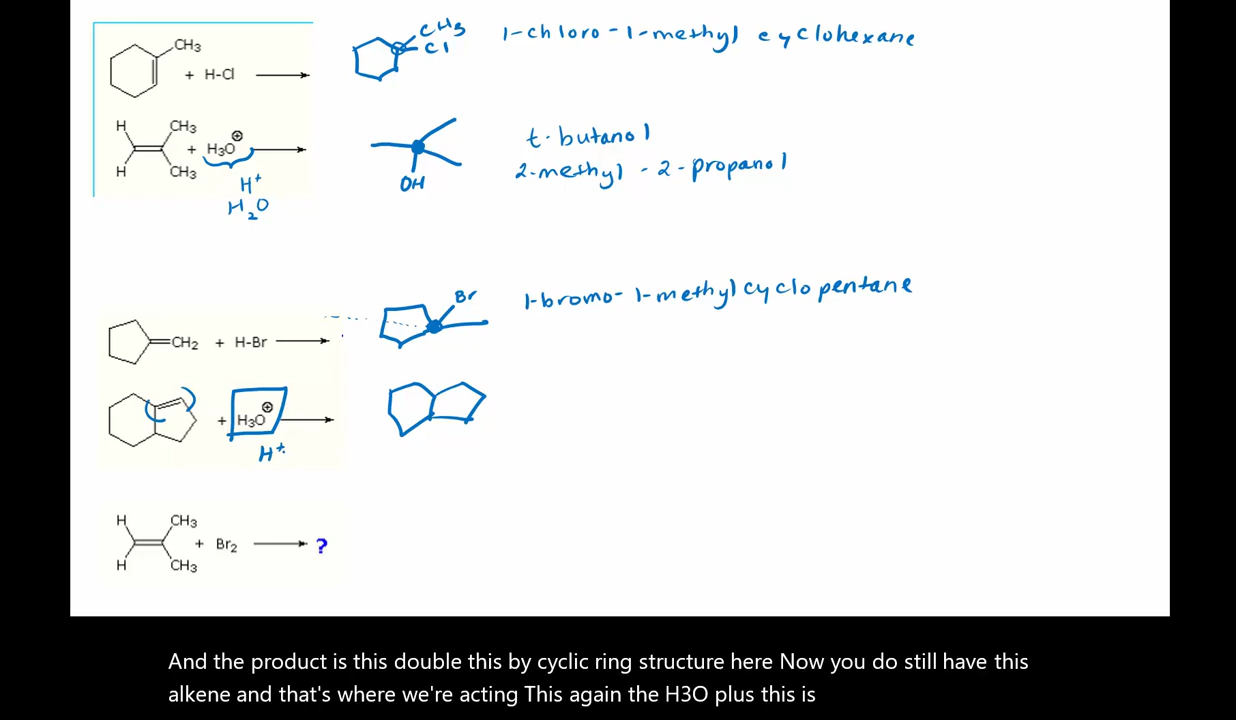 CH3
+ H-Cl
CH3
Cl
1-chloro-1-methyl cyclohexane
H CH3
+ H3O ⊕
H CH3
H+
H2O
OH
t-butanol
2-methyl-2-propanol
=CH2 + H-Br
Br
1-bromo-1-methylcyclopentane
+ H3O ⊕
H+
H CH3
+ Br2 ?
H CH3
And the product is this double this by cyclic ring structure here Now you do still have this
alkene and that's where we're acting This again the H3O plus this is